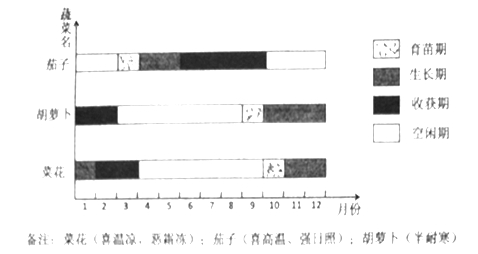 蔬菜名
茄子
胡萝卜
菜花
1 2 3 4 5 6 7 8 9 10 11 12
月份
育苗期
生长期
收获期
空闲期
备注：菜花（喜温凉、忌霜冻）；茄子（喜高温、强日照）；胡萝卜（半耐寒）